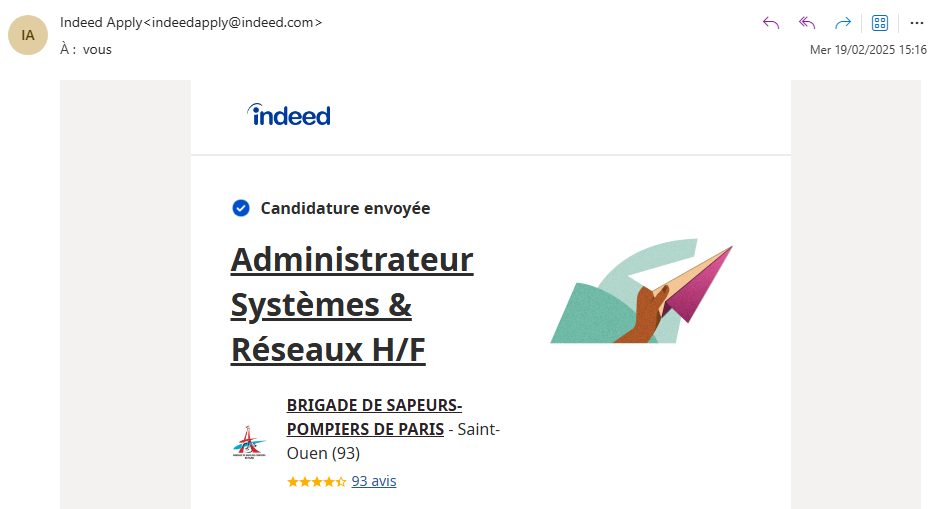 IA
Indeed Apply<indeedapply@indeed.com>
À : vous
Mer 19/02/2025 15:16
indeed
Candidature envoyée
Administrateur
Systèmes &
Réseaux H/F
BRIGADE DE SAPEURS-
POMPIERS DE PARIS - Saint-
Ouen (93)
93 avis